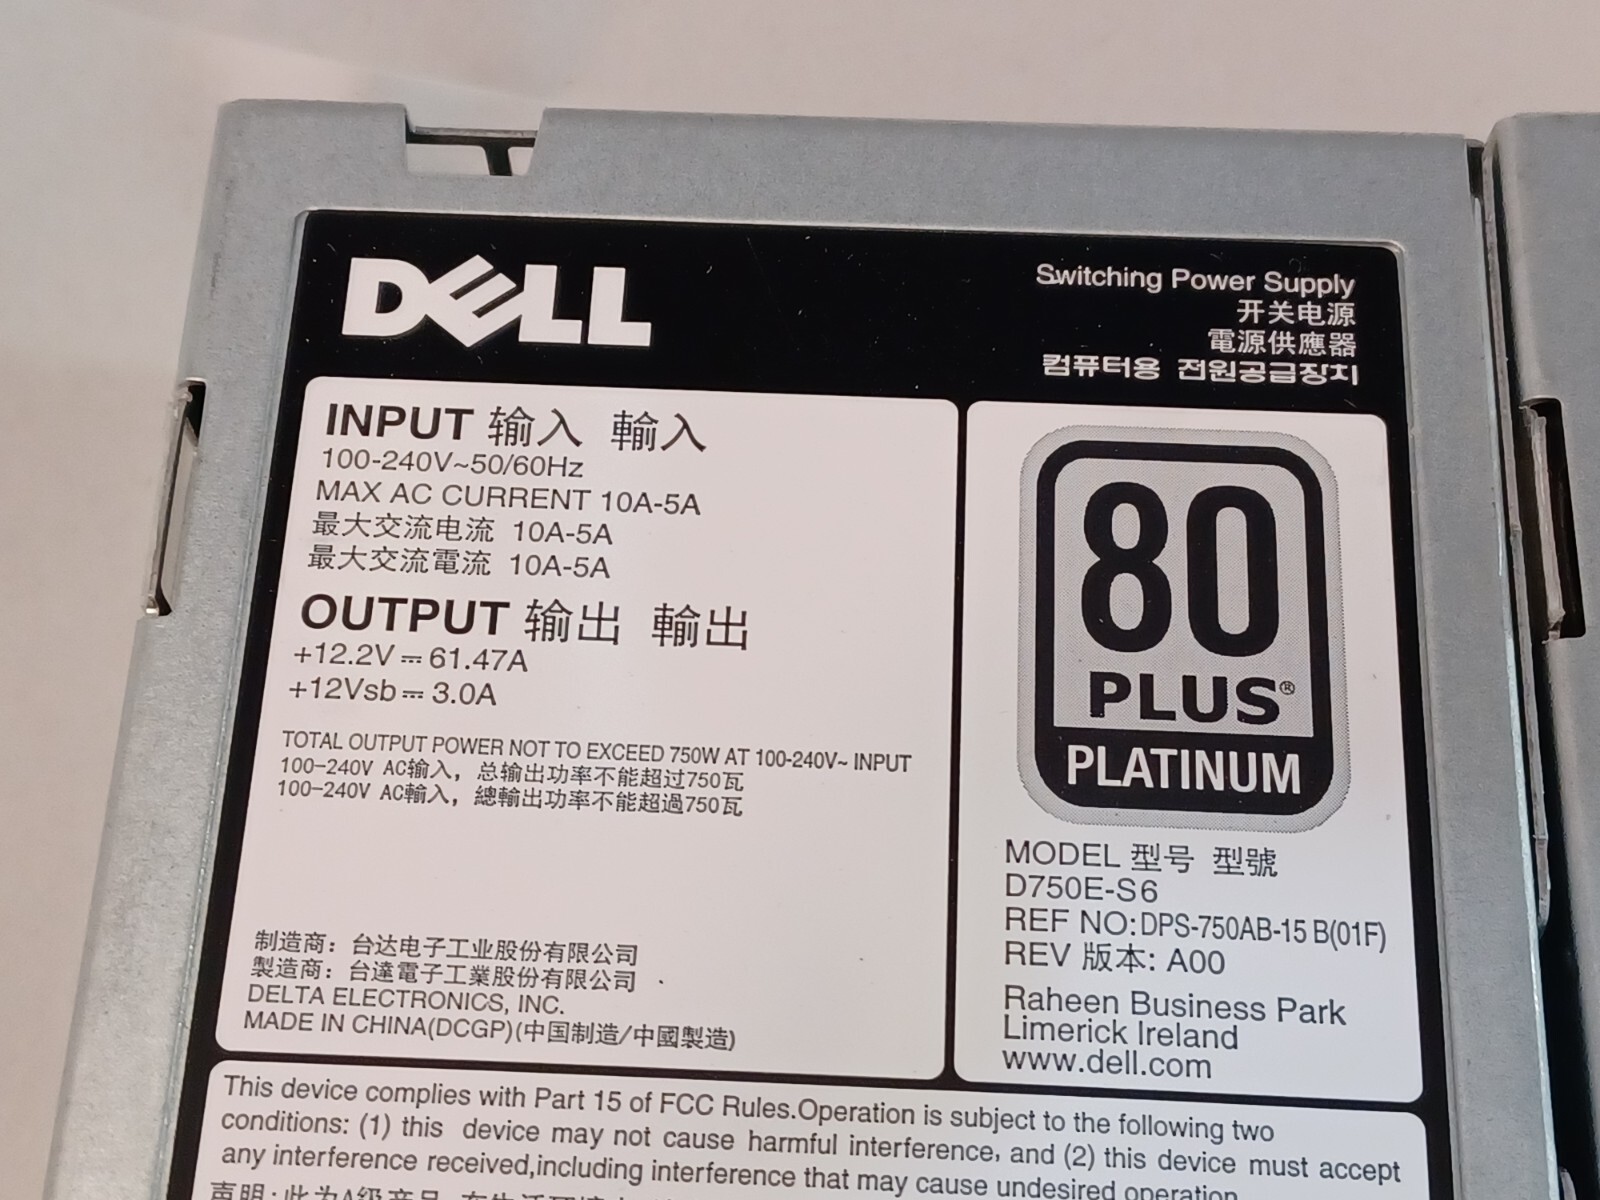 DELL
Switching Power Supply
开关电源
電源供應器
컴퓨터용 전원공급장치
INPUT 输入 輸入
100-240V~50/60Hz
MAX AC CURRENT 10A-5A
最大交流电流 10A-5A
最大交流電流 10A-5A
OUTPUT 输出 輸出
+12.2V⎓61.47A
+12Vsb⎓3.0A
TOTAL OUTPUT POWER NOT TO EXCEED 750W AT 100-240V~ INPUT
100-240V AC输入，总输出功率不能超过750瓦
100-240V AC輸入，總輸出功率不能超過750瓦
制造商：台达电子工业股份有限公司
製造商：台達電子工業股份有限公司
DELTA ELECTRONICS, INC.
MADE IN CHINA(DCGP)(中国制造/中國製造)
80
PLUS®
PLATINUM
MODEL 型号 型號
D750E-S6
REF NO:DPS-750AB-15 B(01F)
REV 版本: A00
Raheen Business Park
Limerick Ireland
www.dell.com
This device complies with Part 15 of FCC Rules.Operation is subject to the following two
conditions: (1) this device may not cause harmful interference, and (2) this device must accept
any interference received,including interference that may cause undesired operation
声明:此为A级产品